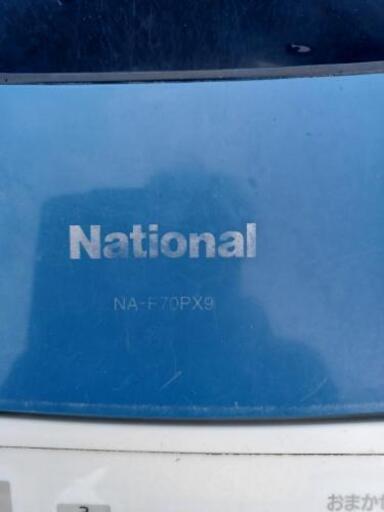 National
NA-F70PX9
おまか